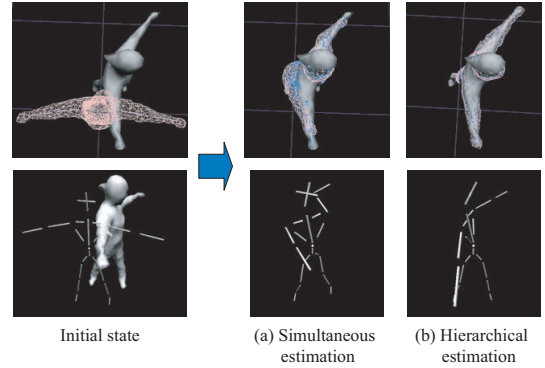 Initial state
(a) Simultaneous
estimation
(b) Hierarchical
estimation